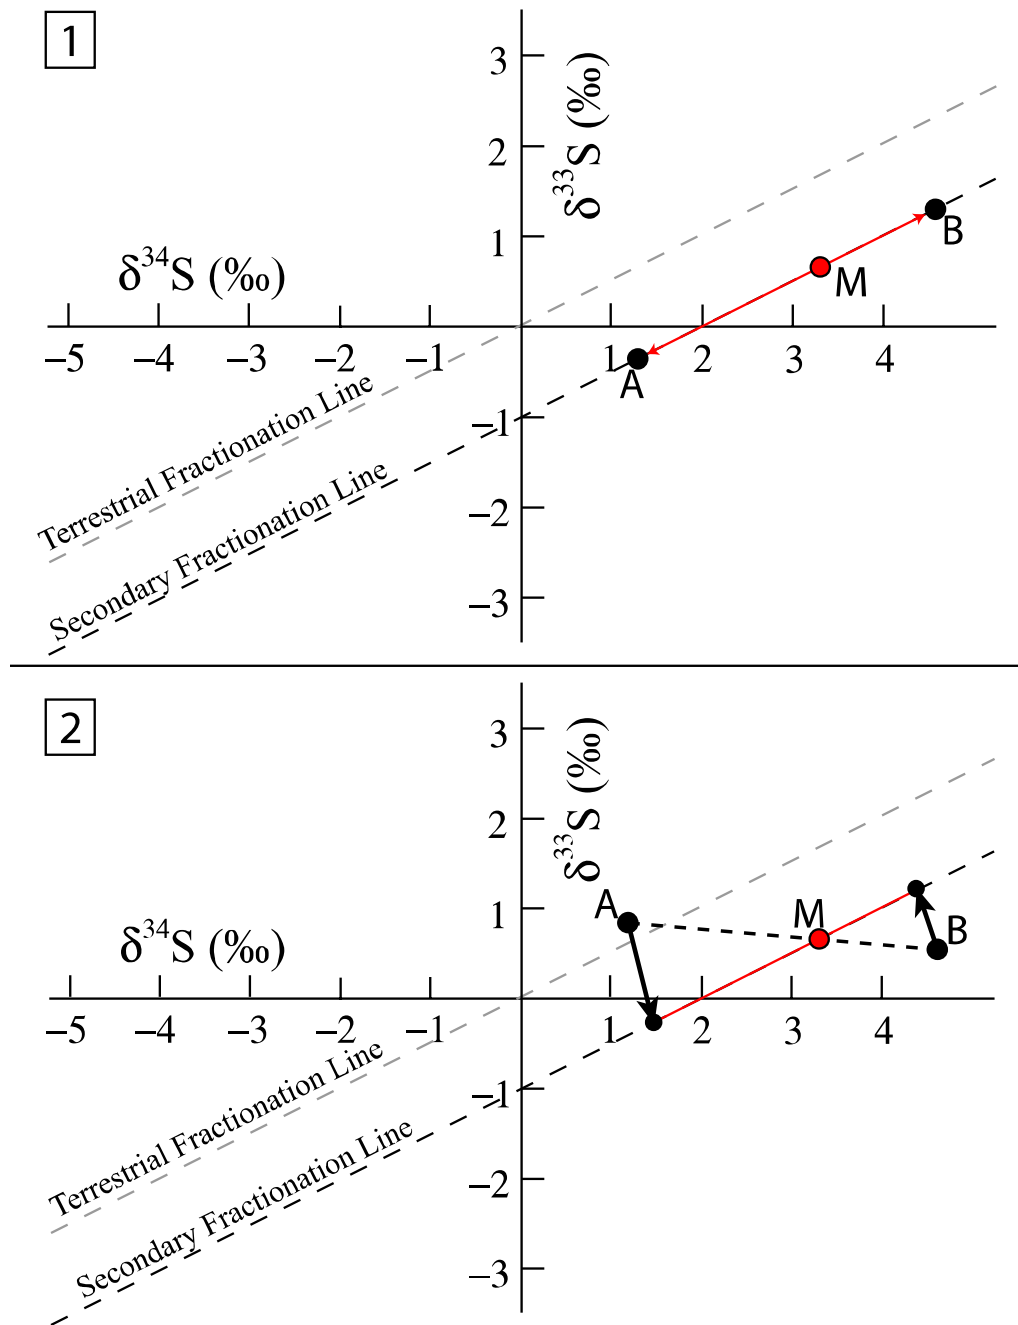 1
3
2
1
δ³³S (‰)
B
M
δ³⁴S (‰)
−5
−4
−3
−2
−1
1
2
3
4
A
Terrestrial Fractionation Line
−1
Secondary Fractionation Line
−2
−3
2
3
2
1
δ³³S (‰)
A
M
B
δ³⁴S (‰)
−5
−4
−3
−2
−1
1
2
3
4
Terrestrial Fractionation Line
−1
Secondary Fractionation Line
−2
−3